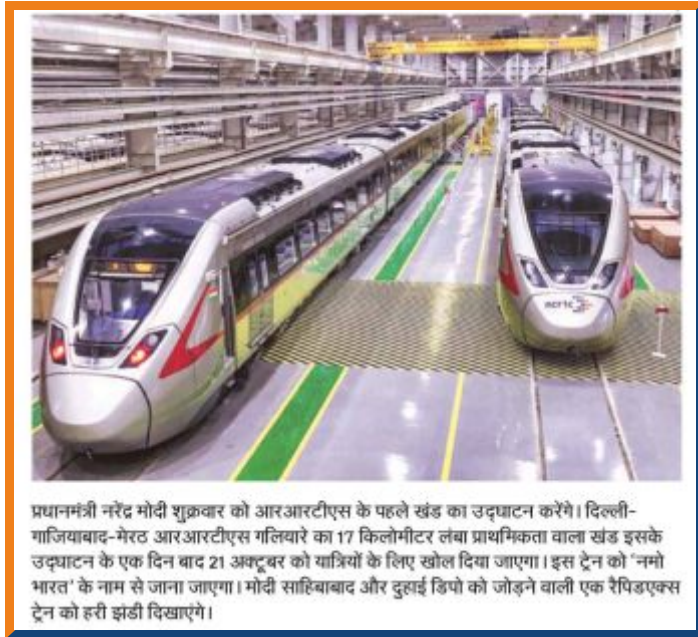 ncrtc
प्रधानमंत्री नरेंद्र मोदी शुक्रवार को आरआरटीएस के पहले खंड का उद्घाटन करेंगे। दिल्ली-
गाजियाबाद-मेरठ आरआरटीएस गलियारे का 17 किलोमीटर लंबा प्राथमिकता वाला खंड इसके
उद्घाटन के एक दिन बाद 21 अक्टूबर को यात्रियों के लिए खोल दिया जाएगा। इस ट्रेन को ‘नमो
भारत’ के नाम से जाना जाएगा। मोदी साहिबाबाद और दुहाई डिपो को जोड़ने वाली एक रैपिडएक्स
ट्रेन को हरी झंडी दिखाएंगे।